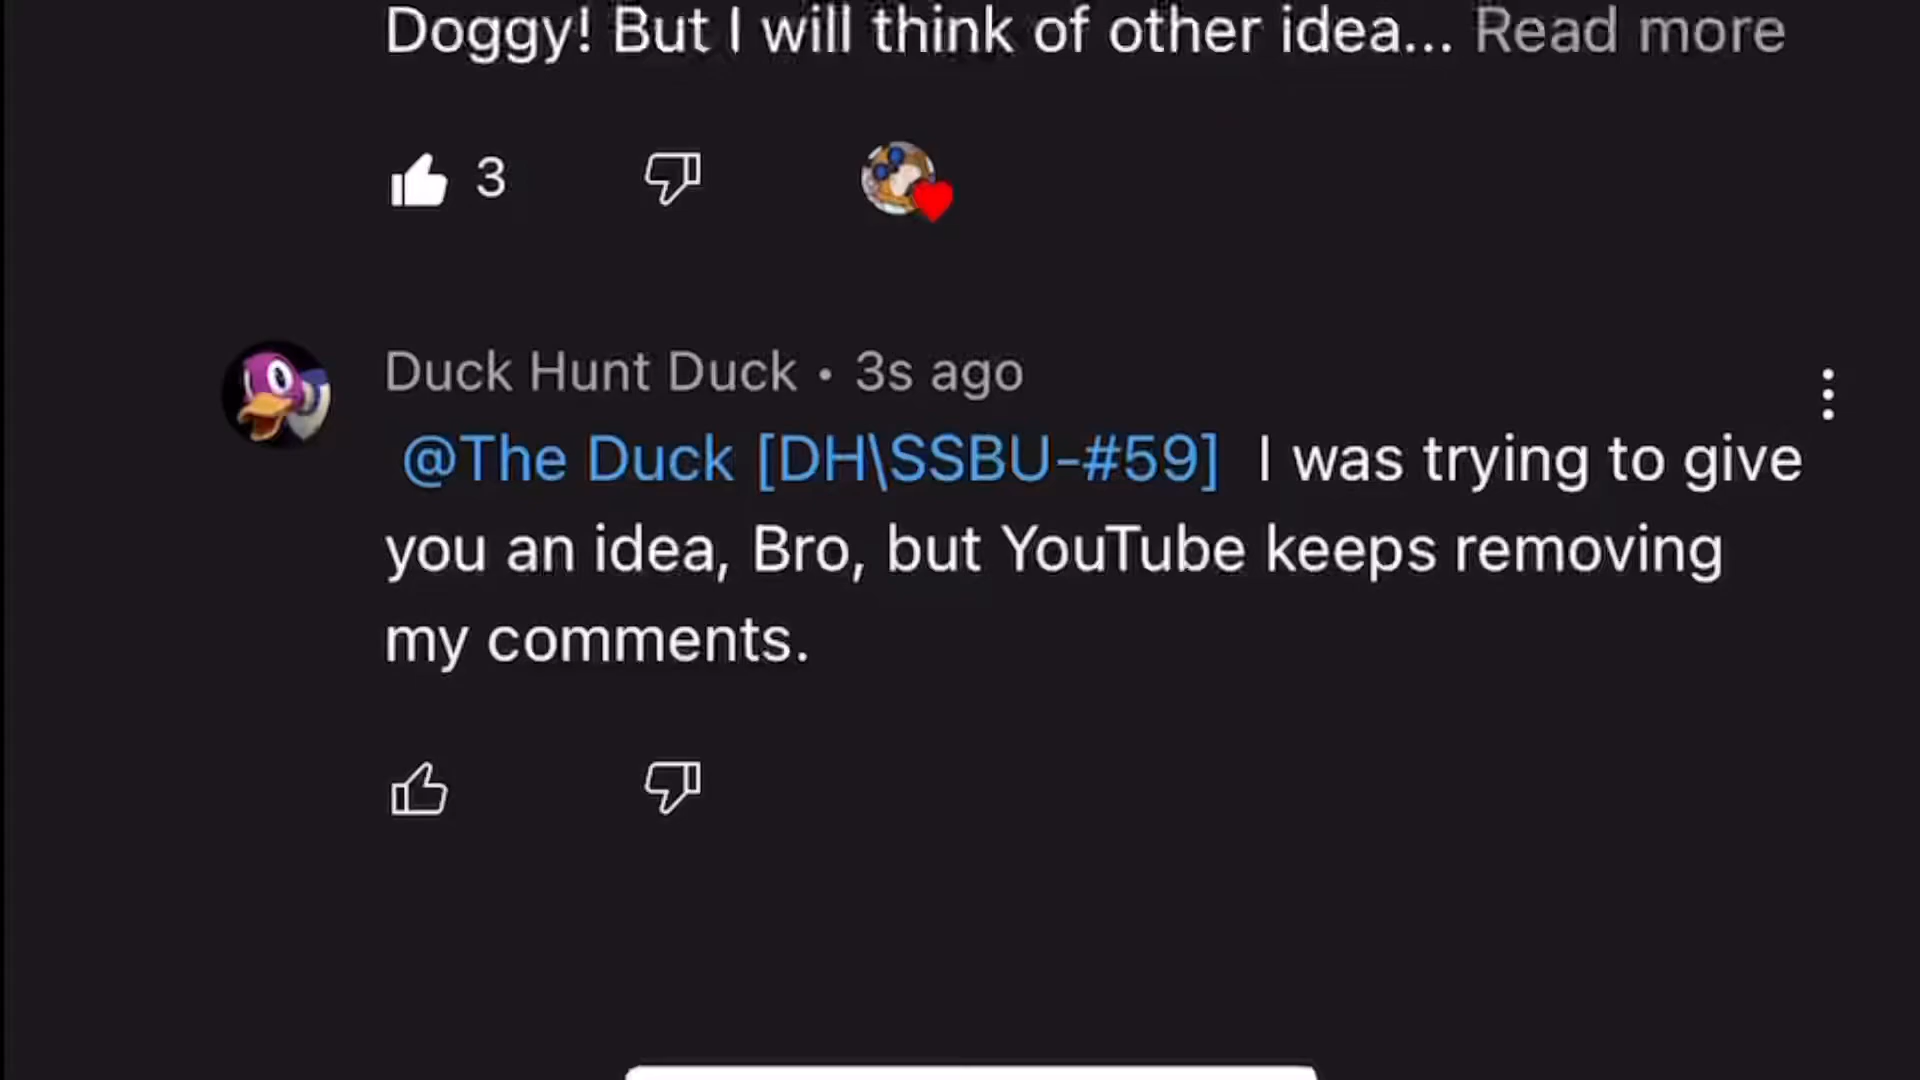 Doggy! But I will think of other idea... Read more
3
Duck Hunt Duck • 3s ago
@The Duck [DH\SSBU-#59] I was trying to give
you an idea, Bro, but YouTube keeps removing
my comments.